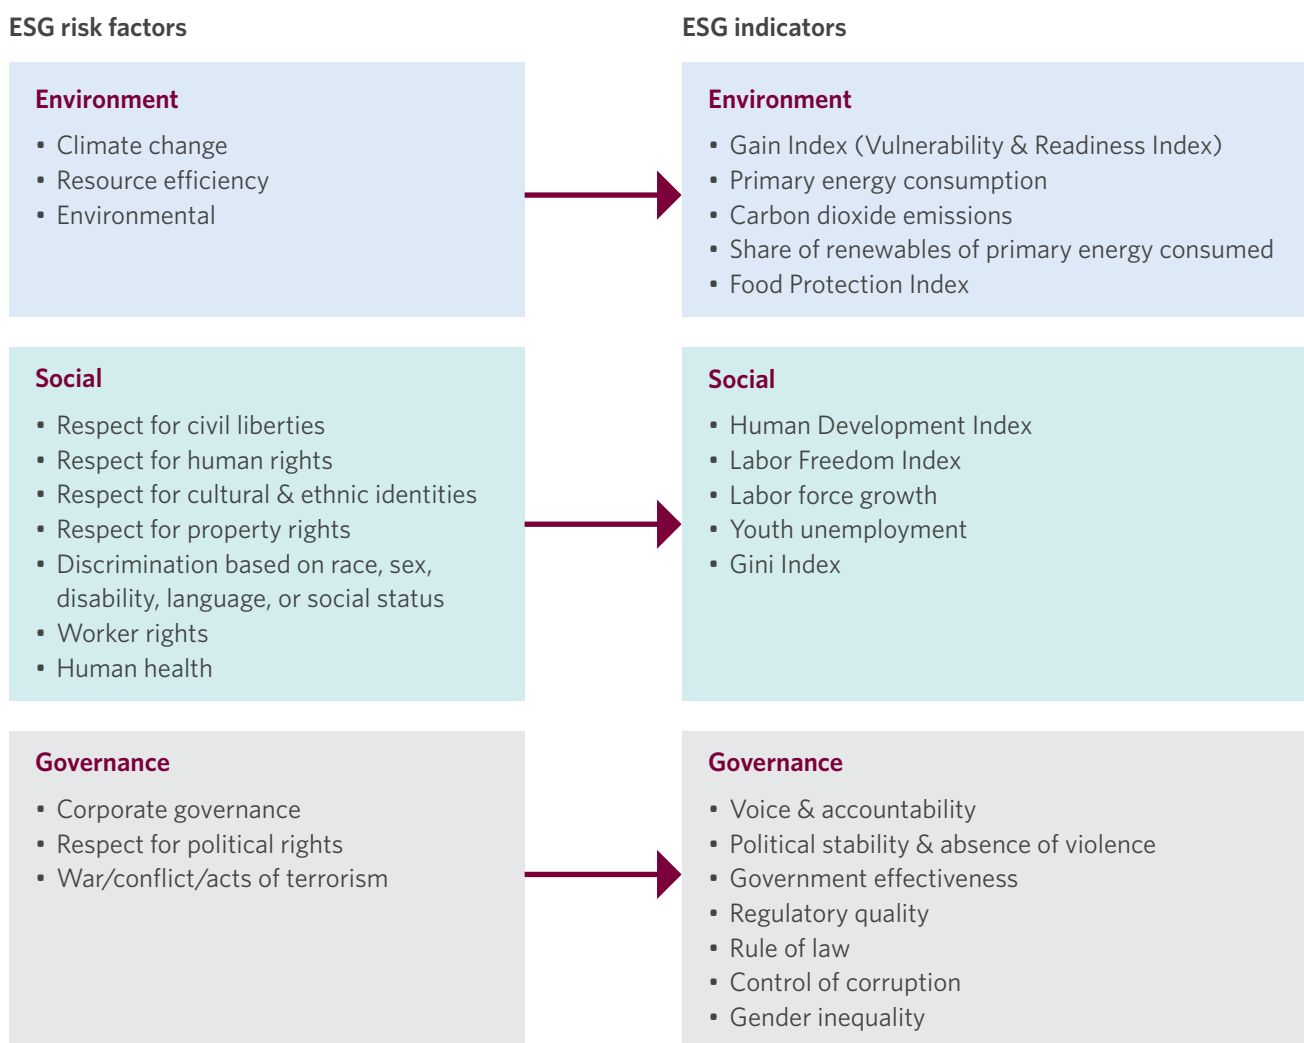 ESG risk factors
Environment
• Climate change
• Resource efficiency
• Environmental
Social
• Respect for civil liberties
• Respect for human rights
• Respect for cultural & ethnic identities
• Respect for property rights
• Discrimination based on race, sex,
disability, language, or social status
• Worker rights
• Human health
Governance
• Corporate governance
• Respect for political rights
• War/conflict/acts of terrorism
ESG indicators
Environment
• Gain Index (Vulnerability & Readiness Index)
• Primary energy consumption
• Carbon dioxide emissions
• Share of renewables of primary energy consumed
• Food Protection Index
Social
• Human Development Index
• Labor Freedom Index
• Labor force growth
• Youth unemployment
• Gini Index
Governance
• Voice & accountability
• Political stability & absence of violence
• Government effectiveness
• Regulatory quality
• Rule of law
• Control of corruption
• Gender inequality